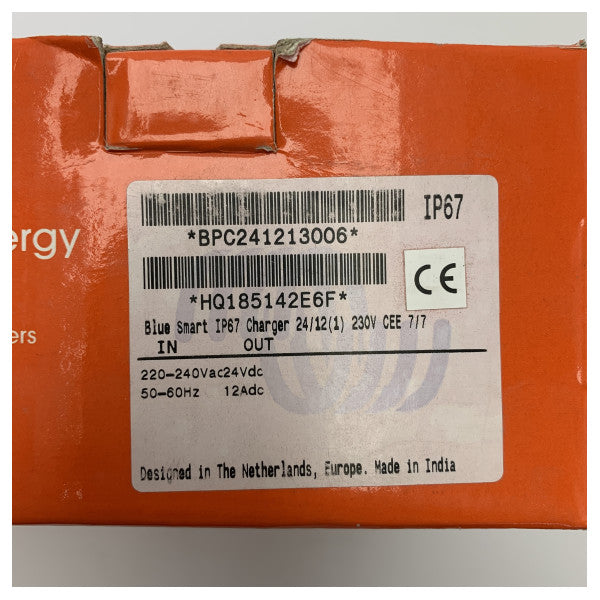 ergy
ers
IP67
*BPC241213006*
*HQ185142E6F*
CE
Blue Smart IP67 Charger 24/12(1) 230V CEE 7/7
IN OUT
220-240Vac24Vdc
50-60Hz 12Adc
Designed in The Netherlands, Europe. Made in India